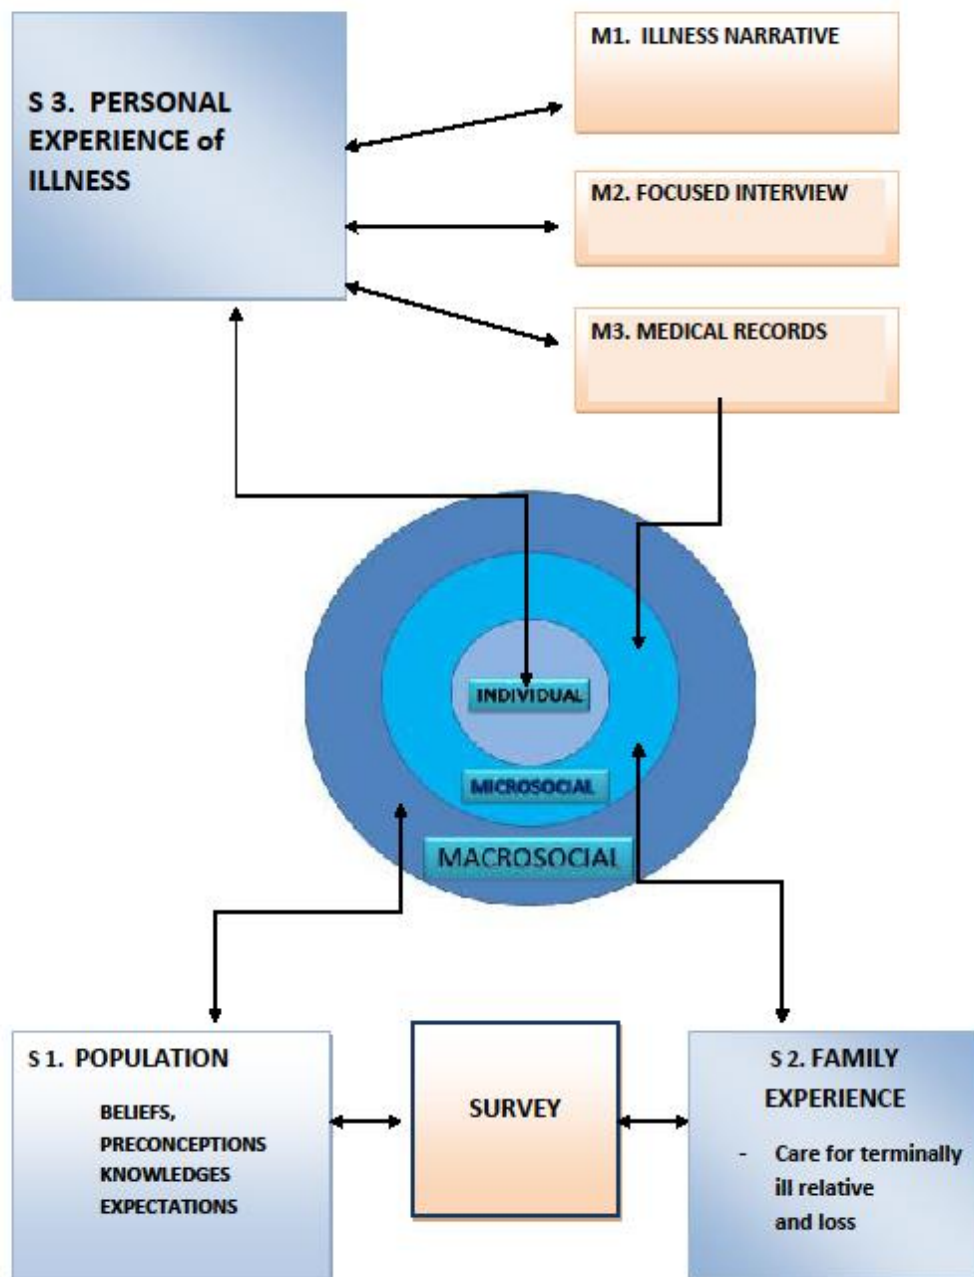 S 3. PERSONAL
EXPERIENCE of
ILLNESS
M1. ILLNESS NARRATIVE
M2. FOCUSED INTERVIEW
M3. MEDICAL RECORDS
INDIVIDUAL
MICROSOCIAL
MACROSOCIAL
S 1. POPULATION
BELIEFS,
PRECONCEPTIONS
KNOWLEDGES
EXPECTATIONS
SURVEY
S 2. FAMILY
EXPERIENCE
- Care for terminally
ill relative
and loss